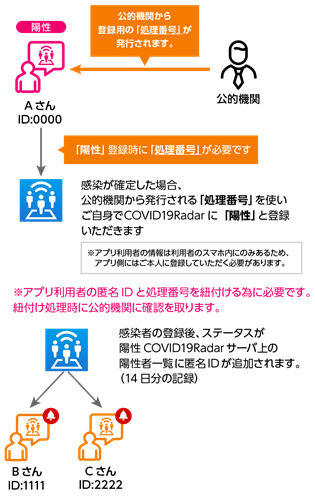 公的機関から
登録用の「処理番号」が
発行されます。
陽性
Aさん
ID:0000
公的機関
「陽性」登録時に「処理番号」が必要です
感染が確定した場合、
公的機関から発行される「処理番号」を使い
ご自身でCOVID19Radarに「陽性」と登録
いただきます
※アプリ利用者の情報は利用者のスマホ内にのみあるため、
アプリ側にはご本人に登録していただく必要があります。
※アプリ利用者の匿名IDと処理番号を紐付ける為に必要です。
紐付け処理時に公的機関に確認を取ります。
感染者の登録後、ステータスが
陽性COVID19Radarサーバ上の
陽性者一覧に匿名IDが追加されます。
（14日分の記録）
Bさん
ID:1111
Cさん
ID:2222